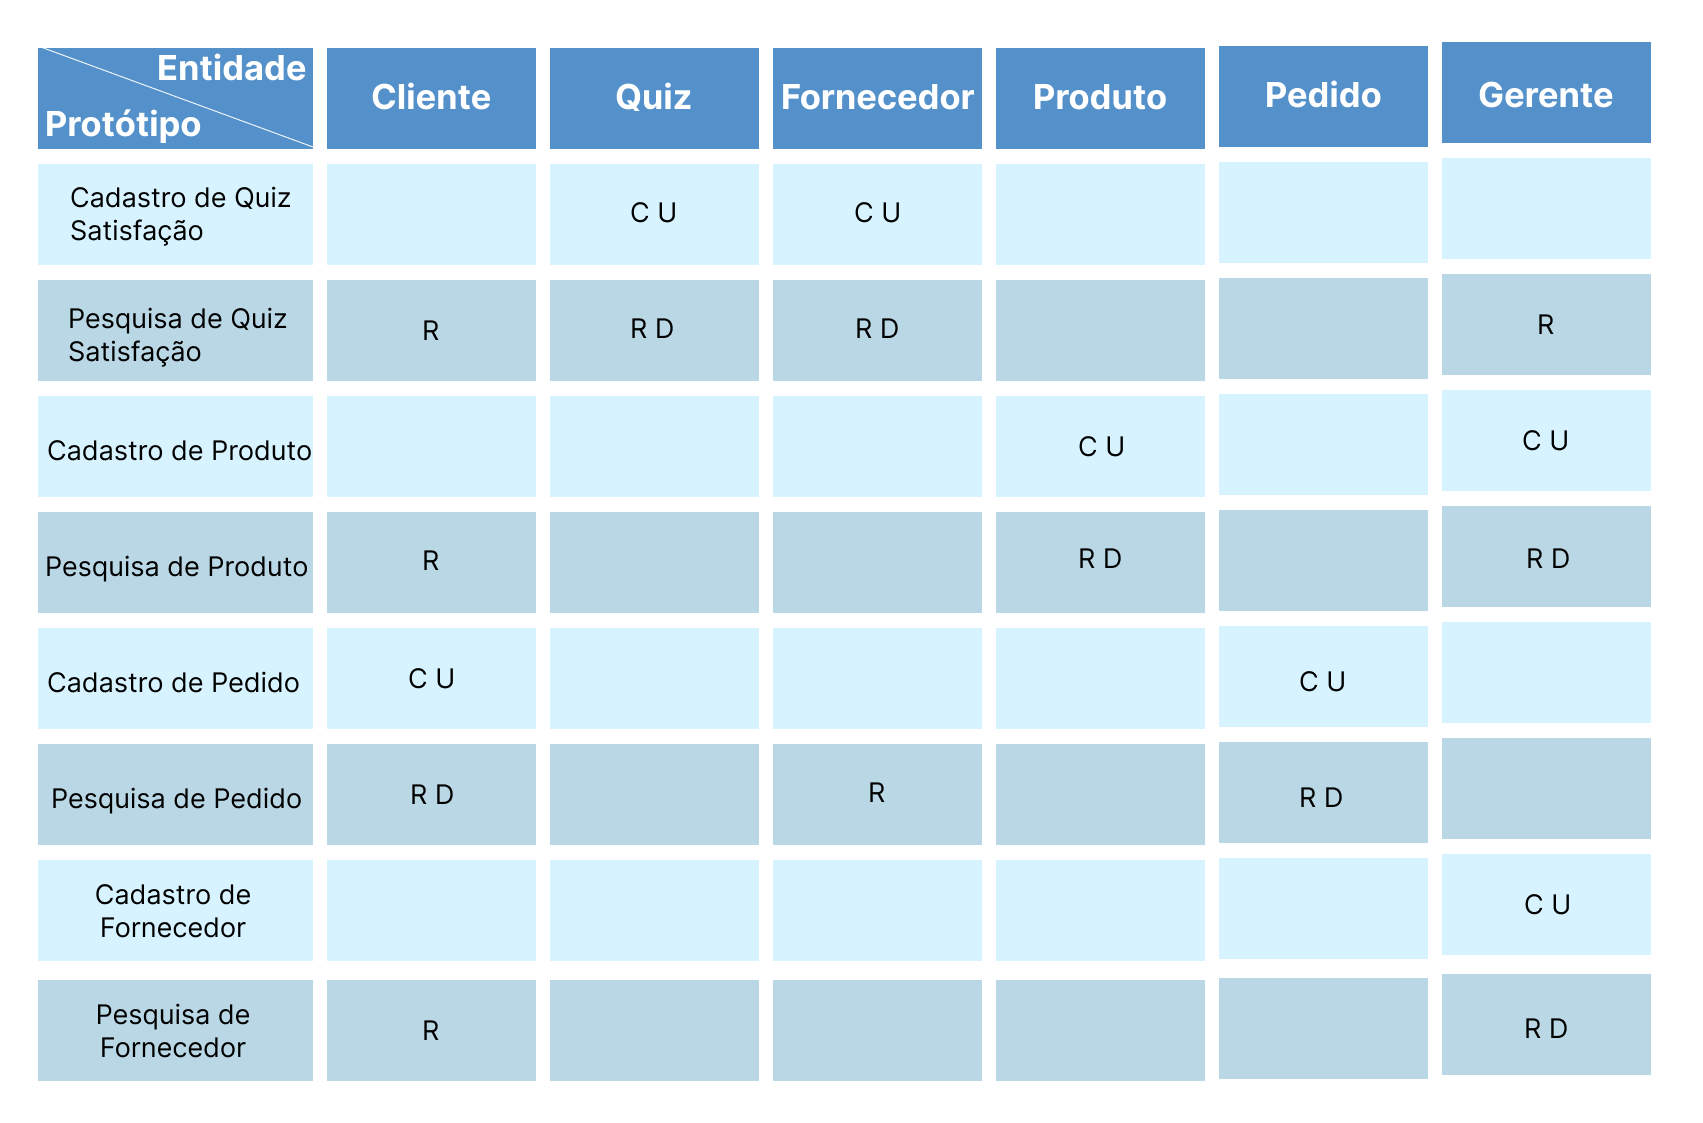 Entidade
Protótipo
Cliente
Quiz
Fornecedor
Produto
Pedido
Gerente
Cadastro de Quiz
Satisfação
C U
C U
Pesquisa de Quiz
Satisfação
R
R D
R D
R
Cadastro de Produto
C U
C U
Pesquisa de Produto
R
R D
R D
Cadastro de Pedido
C U
C U
Pesquisa de Pedido
R D
R
R D
Cadastro de
Fornecedor
C U
Pesquisa de
Fornecedor
R
R D